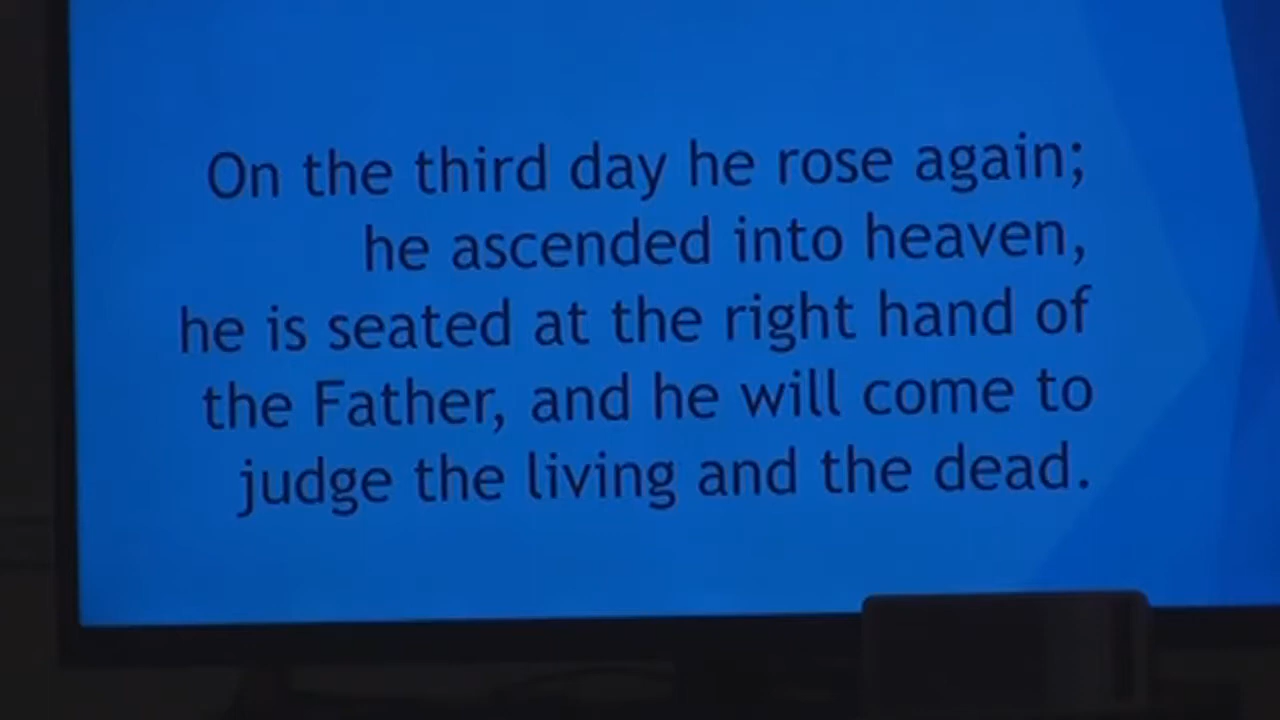 On the third day he rose again;
he ascended into heaven,
he is seated at the right hand of
the Father, and he will come to
judge the living and the dead.